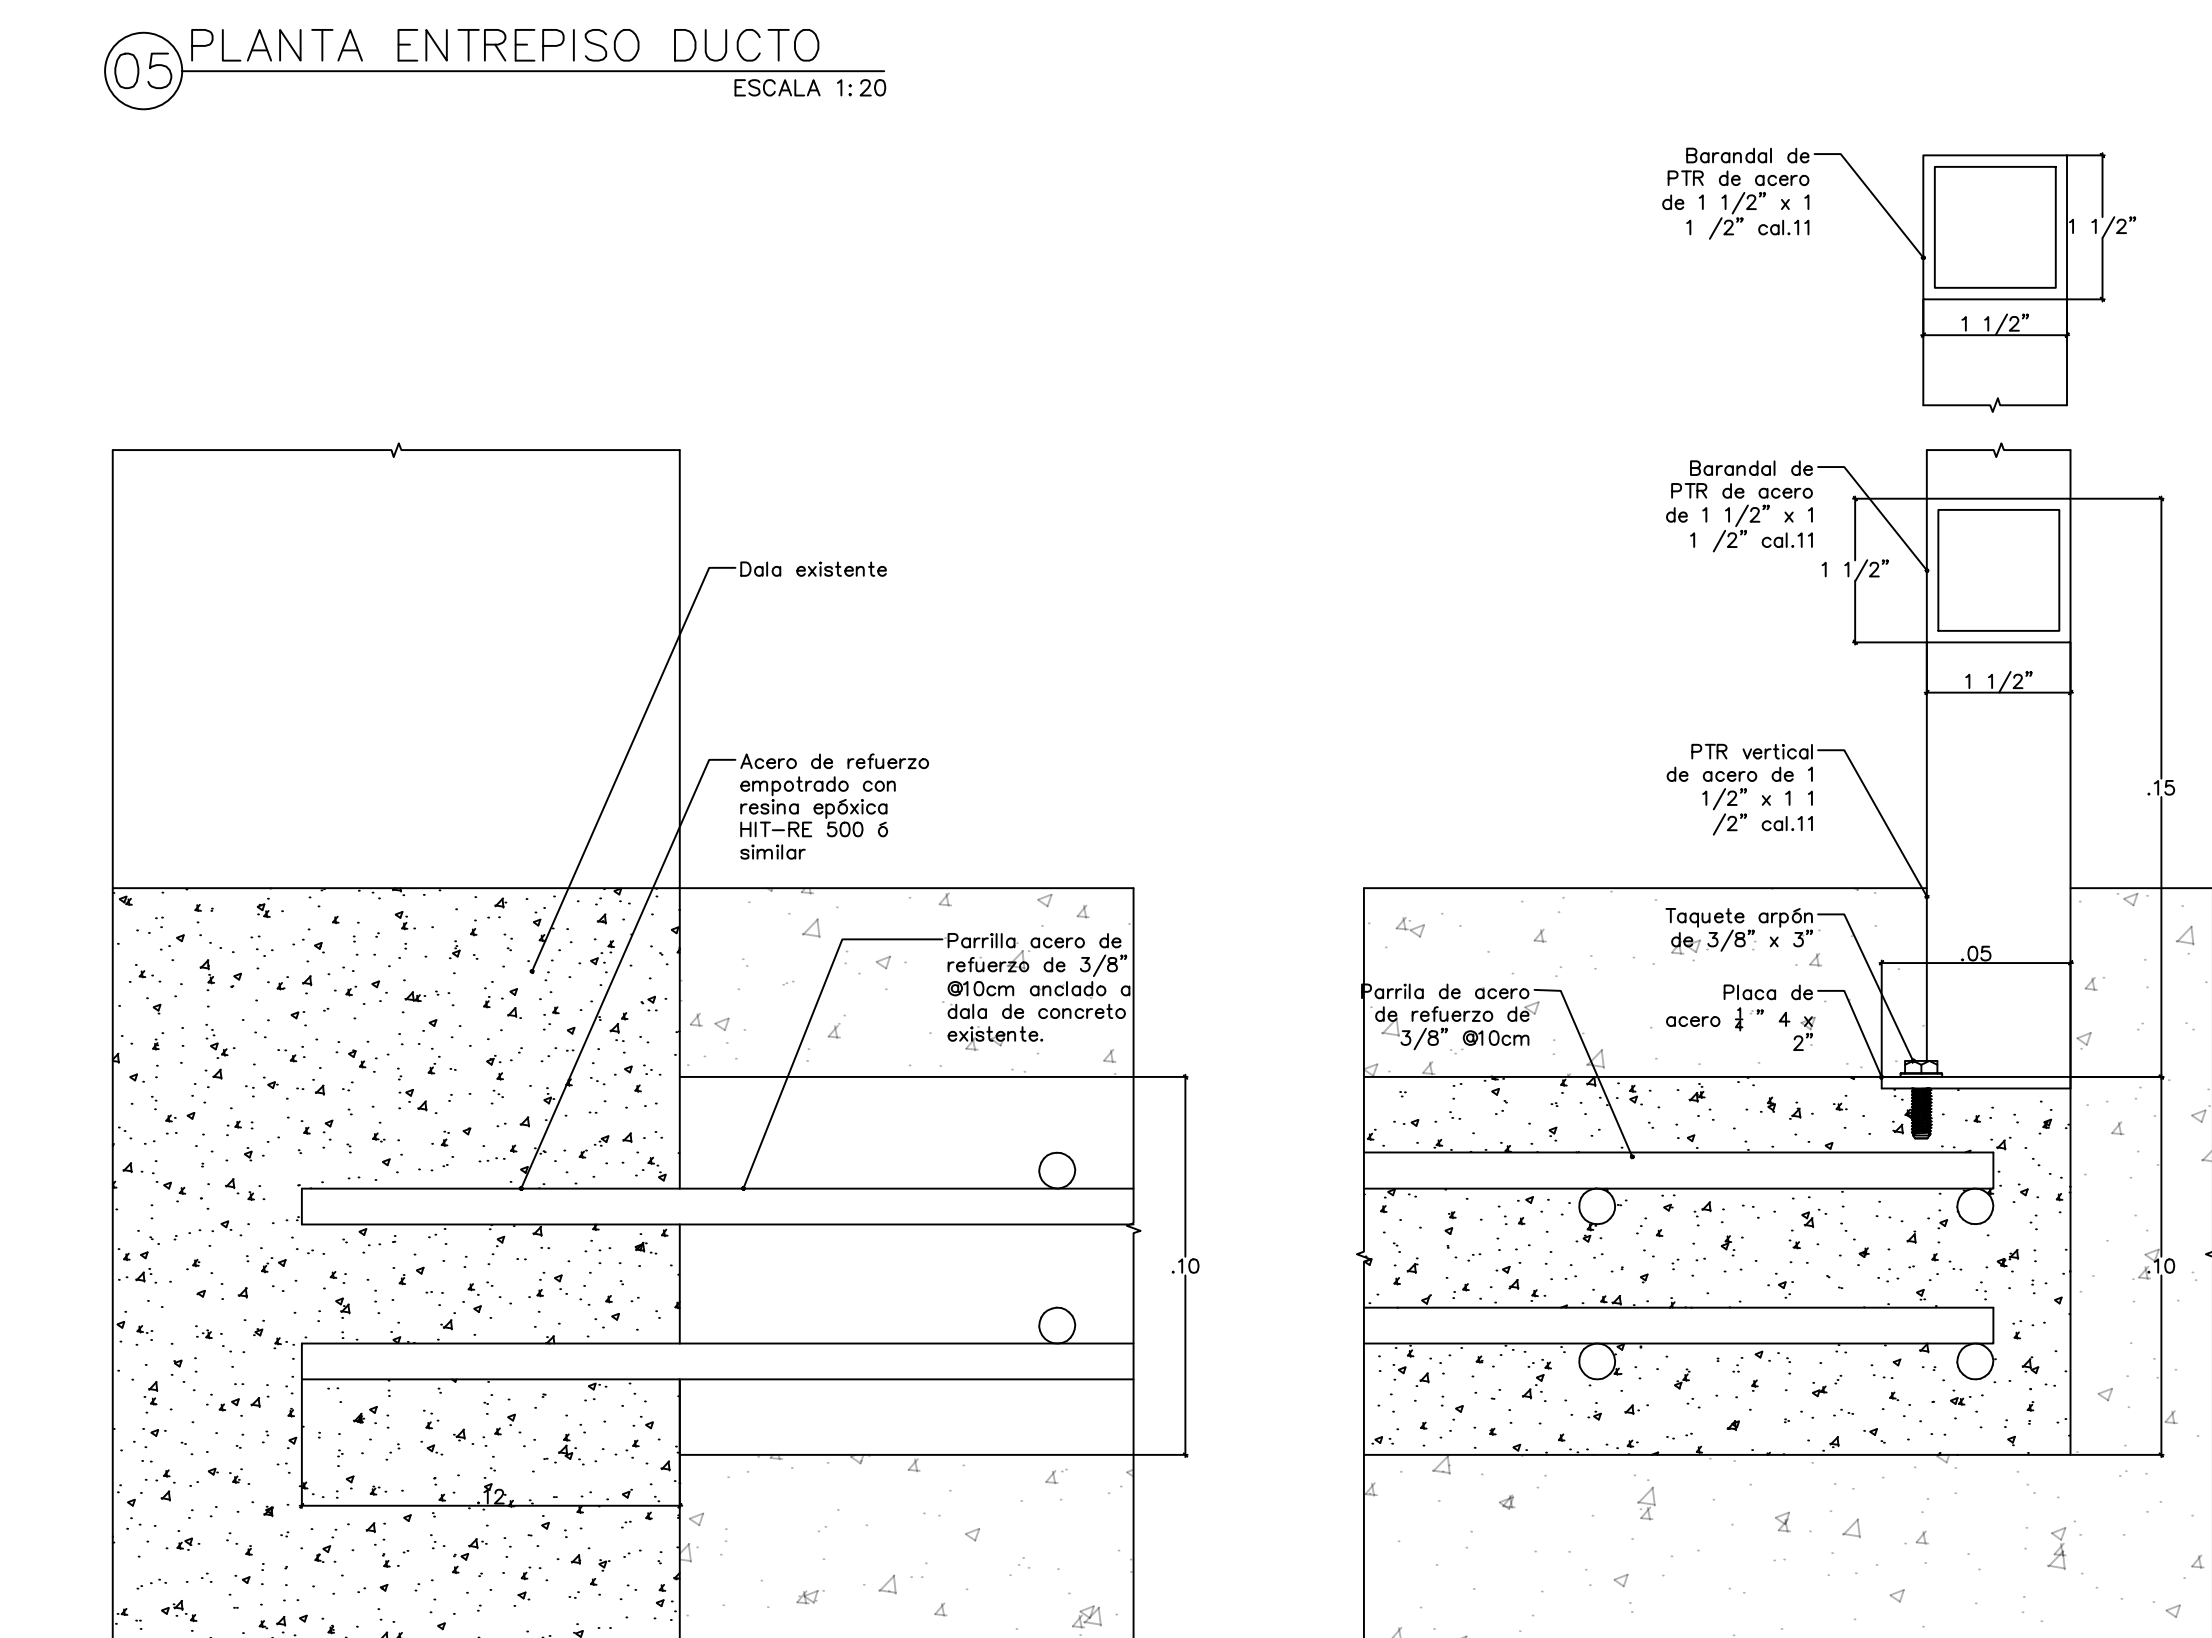 05
PLANTA ENTREPISO DUCTO
ESCALA 1:20
Barandal de
PTR de acero
de 1 1/2" x 1
1 /2" cal.11
1 1/2"
1 1/2"
Barandal de
PTR de acero
de 1 1/2" x 1
1 /2" cal.11
1 1/2"
1 1/2"
Dala existente
Acero de refuerzo
empotrado con
resina epóxica
HIT-RE 500 ó
similar
PTR vertical
de acero de 1
1/2" x 1 1
/2" cal.11
.15
Parrilla acero de
refuerzo de 3/8"
@10cm anclado a
dala de concreto
existente.
Taquete arpón
de 3/8" x 3"
.05
Parrila de acero
de refuerzo de
3/8" @10cm
Placa de
acero 1/4 " 4 x
2"
.10
.10
.12